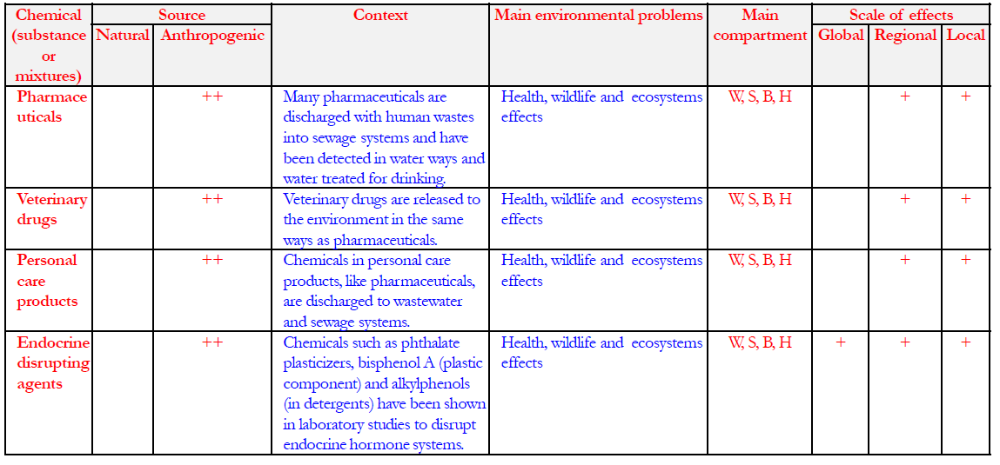 Chemical (substance or mixtures) Source Context Main environmental problems Main compartment Scale of effects
Natural Anthropogenic Global Regional Local
Pharmace
uticals
++
Many pharmaceuticals are
discharged with human wastes
into sewage systems and have
been detected in water ways and
water treated for drinking.
Health, wildlife and ecosystems
effects
W, S, B, H
+ +
Veterinary
drugs
++
Veterinary drugs are released to
the environment in the same
ways as pharmaceuticals.
Health, wildlife and ecosystems
effects
W, S, B, H
+ +
Personal
care
products
++
Chemicals in personal care
products, like pharmaceuticals,
are discharged to wastewater
and sewage systems.
Health, wildlife and ecosystems
effects
W, S, B, H
+ +
Endocrine
disrupting
agents
++
Chemicals such as phthalate
plasticizers, bisphenol A (plastic
component) and alkylphenols
(in detergents) have been shown
in laboratory studies to disrupt
endocrine hormone systems.
Health, wildlife and ecosystems
effects
W, S, B, H
+ + +